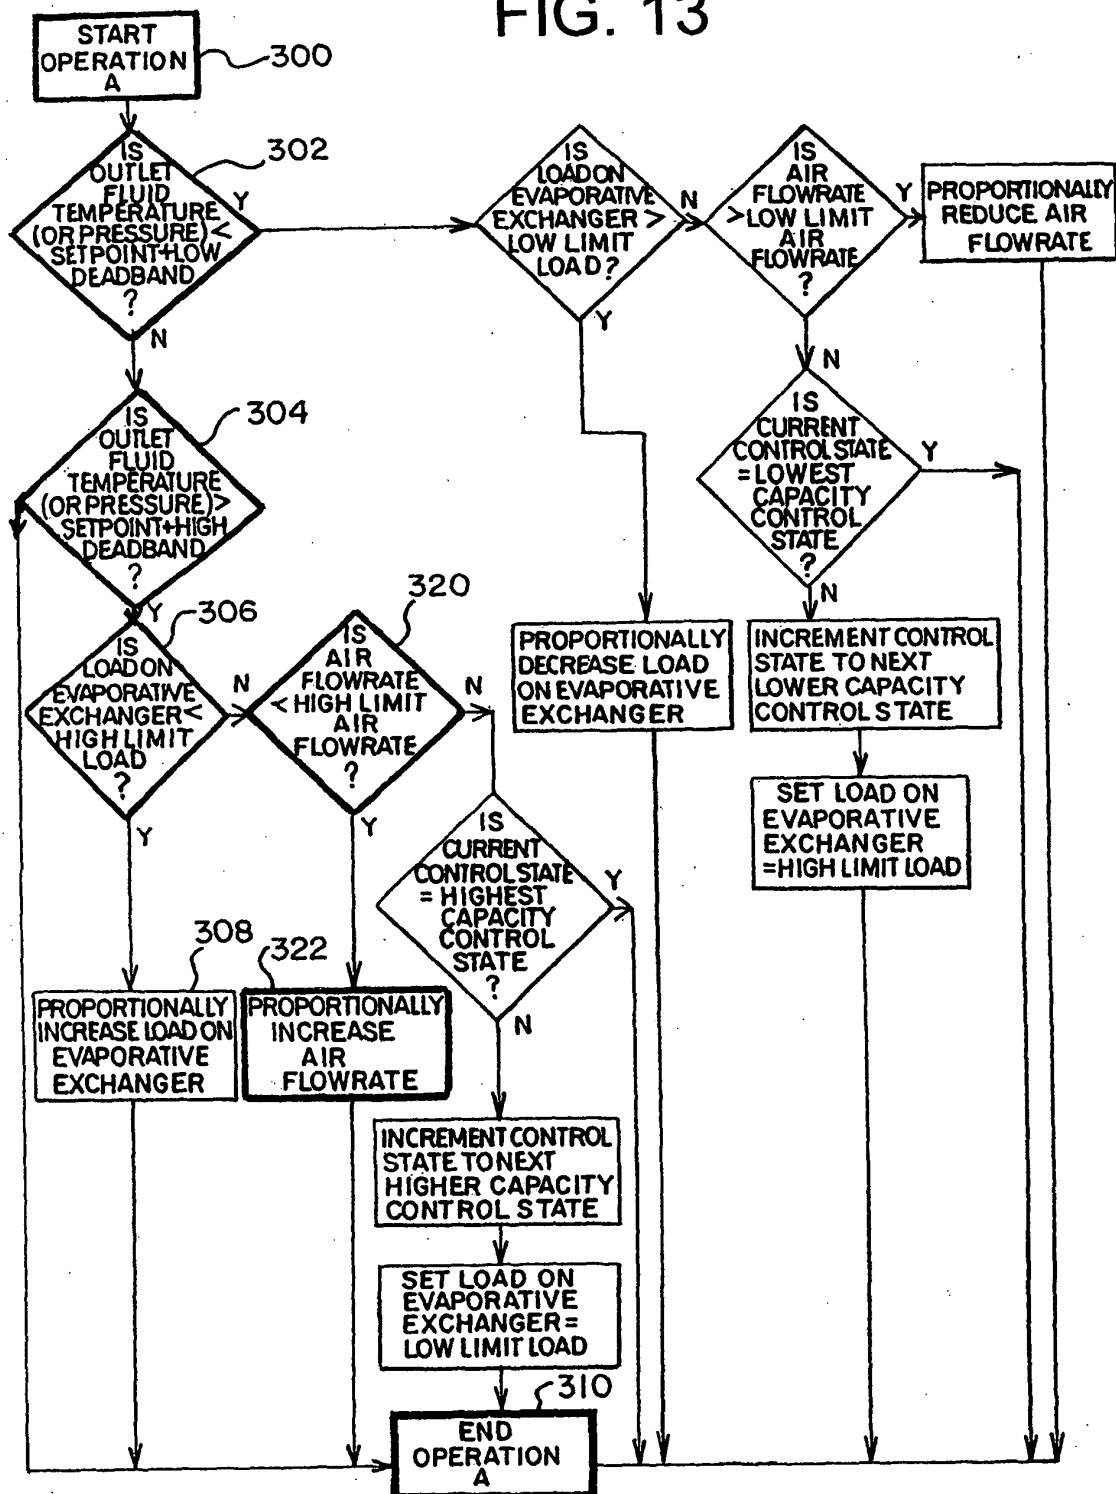 FIG. 13
START
OPERATION
A
300
IS
OUTLET
FLUID
TEMPERATURE
(OR PRESSURE) <
SETPOINT+LOW
DEADBAND
?
302
Y
N
IS
LOAD ON
EVAPORATIVE
EXCHANGER >
LOW LIMIT
LOAD?
N
Y
IS
AIR
FLOWRATE
>LOW LIMIT
AIR
FLOWRATE
?
Y
N
PROPORTIONALLY
REDUCE AIR
FLOWRATE
IS
OUTLET
FLUID
TEMPERATURE
(OR PRESSURE)>
SETPOINT+HIGH
DEADBAND
?
304
Y
IS
CURRENT
CONTROL STATE
=LOWEST
CAPACITY
CONTROL
STATE
?
Y
N
IS
LOAD ON
EVAPORATIVE
EXCHANGER<
HIGH LIMIT
LOAD
?
306
N
Y
IS
AIR
FLOWRATE
<HIGH LIMIT
AIR
FLOWRATE
?
320
N
Y
PROPORTIONALLY
DECREASE LOAD
ON EVAPORATIVE
EXCHANGER
INCREMENT CONTROL
STATE TO NEXT
LOWER CAPACITY
CONTROL STATE
SET LOAD ON
EVAPORATIVE
EXCHANGER
=HIGH LIMIT LOAD
IS
CURRENT
CONTROL STATE
= HIGHEST
CAPACITY
CONTROL
STATE
?
Y
N
308
PROPORTIONALLY
INCREASE LOAD ON
EVAPORATIVE
EXCHANGER
322
PROPORTIONALLY
INCREASE
AIR
FLOWRATE
INCREMENT CONTROL
STATE TO NEXT
HIGHER CAPACITY
CONTROL STATE
SET LOAD ON
EVAPORATIVE
EXCHANGER =
LOW LIMIT LOAD
310
END
OPERATION
A